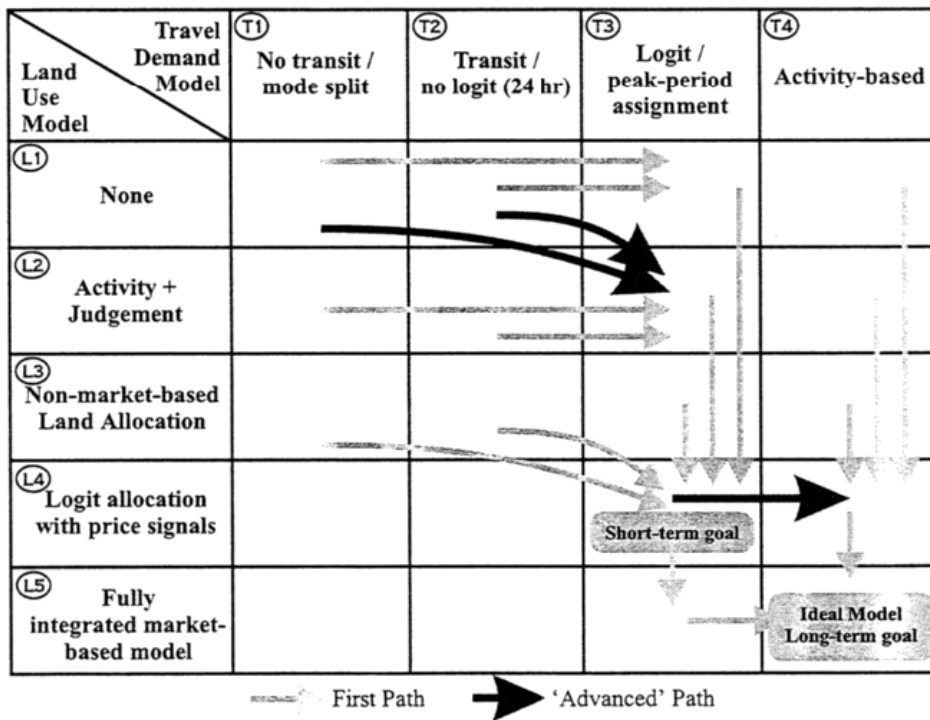 Travel
Demand
Model
Land
Use
Model
T1
No transit /
mode split
T2
Transit /
no logit (24 hr)
T3
Logit /
peak-period
assignment
T4
Activity-based
L1
None
L2
Activity +
Judgement
L3
Non-market-based
Land Allocation
L4
Logit allocation
with price signals
Short-term goal
L5
Fully
integrated market-
based model
Ideal Model
Long-term goal
First Path
‘Advanced’ Path